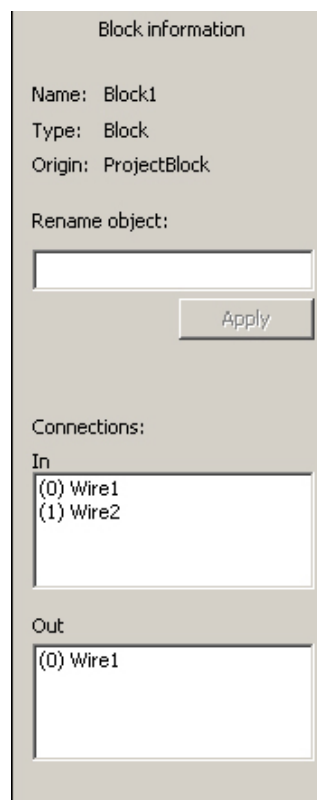 Block information
Name: Block1
Type: Block
Origin: ProjectBlock
Rename object:
Apply
Connections:
In
(0) Wire1
(1) Wire2
Out
(0) Wire1